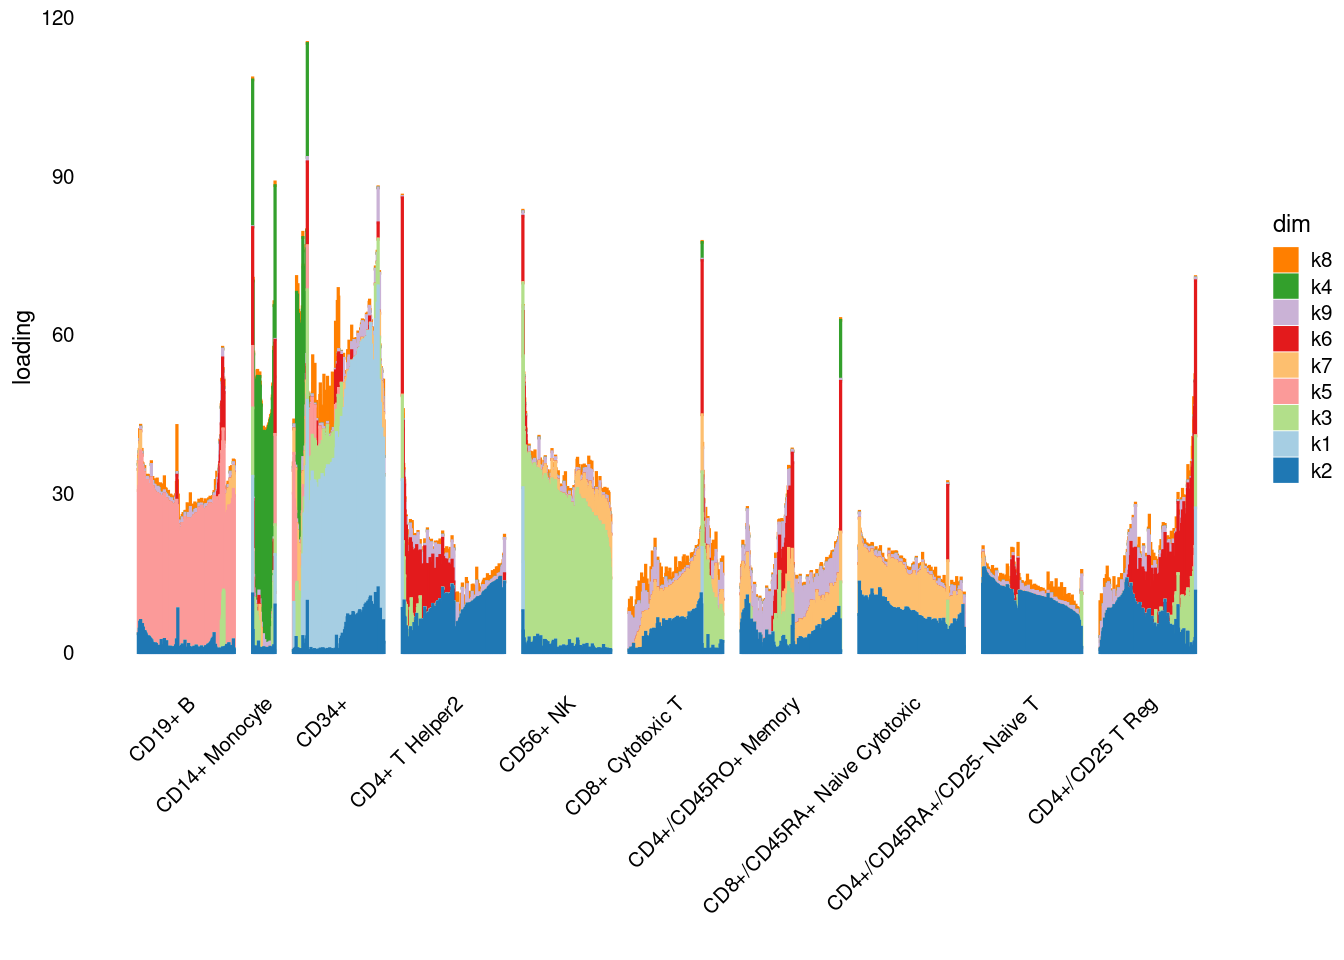 120
90
60
30
0
loading
CD19+ B
CD14+ Monocyte
CD34+
CD4+ T Helper2
CD56+ NK
CD8+ Cytotoxic T
CD4+/CD45RO+ Memory
CD8+/CD45RA+ Naive Cytotoxic
CD4+/CD45RA+/CD25- Naive T
CD4+/CD25 T Reg
dim
k8
k4
k9
k6
k7
k5
k3
k1
k2